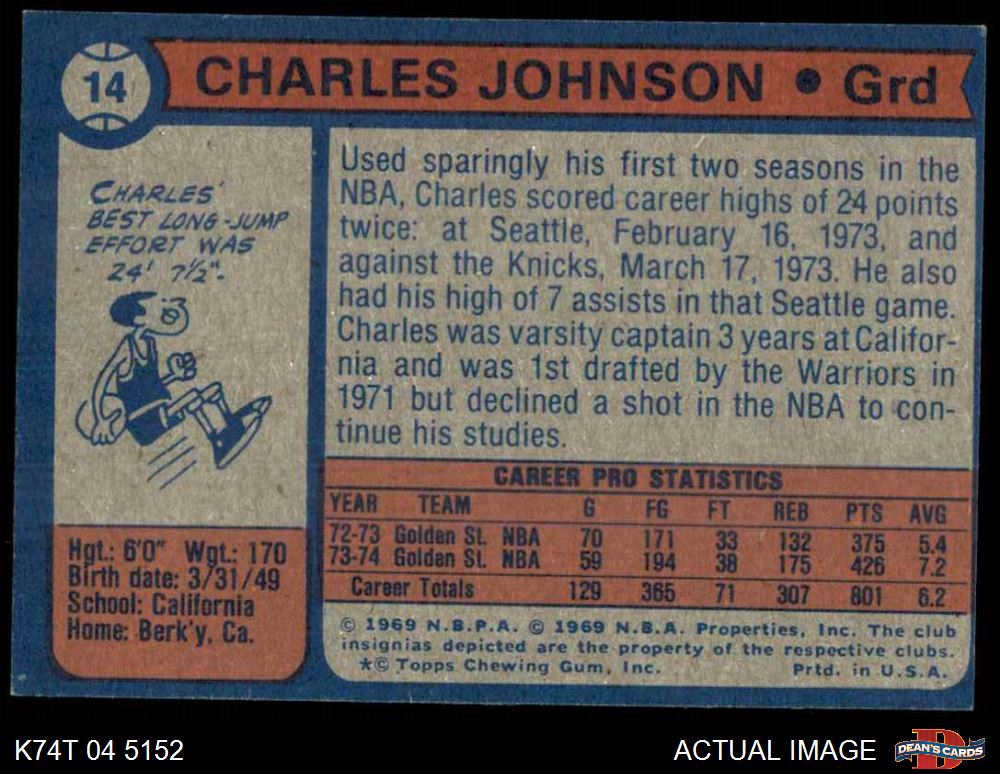 14
CHARLES JOHNSON • Grd
CHARLES'
BEST LONG-JUMP
EFFORT WAS
24' 7½".
Hgt.: 6'0" Wgt.: 170
Birth date: 3/31/49
School: California
Home: Berk'y, Ca.
Used sparingly his first two seasons in the
NBA, Charles scored career highs of 24 points
twice: at Seattle, February 16, 1973, and
against the Knicks, March 17, 1973. He also
had his high of 7 assists in that Seattle game.
Charles was varsity captain 3 years at Califor-
nia and was 1st drafted by the Warriors in
1971 but declined a shot in the NBA to con-
tinue his studies.
CAREER PRO STATISTICS
YEAR TEAM G FG FT REB PTS AVG
72-73 Golden St. NBA 70 171 33 132 375 5.4
73-74 Golden St. NBA 59 194 38 175 426 7.2
Career Totals 129 365 71 307 801 6.2
© 1969 N.B.P.A. © 1969 N.B.A. Properties, Inc. The club
insignias depicted are the property of the respective clubs.
*© Topps Chewing Gum, Inc. Prtd. in U.S.A.
K74T 04 5152
ACTUAL IMAGE
DEAN'S CARDS